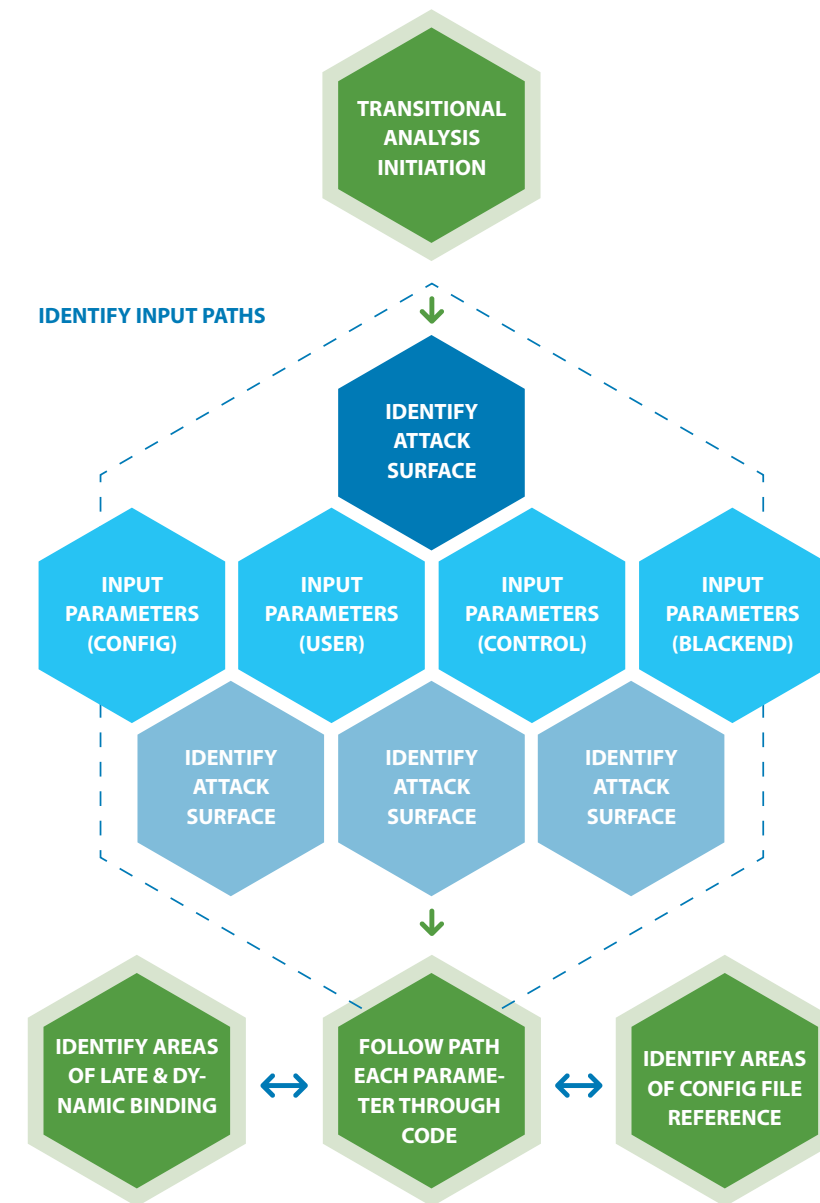 TRANSITIONAL
ANALYSIS
INITIATION
IDENTIFY INPUT PATHS
IDENTIFY
ATTACK
SURFACE
INPUT
PARAMETERS
(CONFIG)
INPUT
PARAMETERS
(USER)
INPUT
PARAMETERS
(CONTROL)
INPUT
PARAMETERS
(BLACKEND)
IDENTIFY
ATTACK
SURFACE
IDENTIFY
ATTACK
SURFACE
IDENTIFY
ATTACK
SURFACE
IDENTIFY AREAS
OF LATE & DY-
NAMIC BINDING
FOLLOW PATH
EACH PARAME-
TER THROUGH
CODE
IDENTIFY AREAS
OF CONFIG FILE
REFERENCE